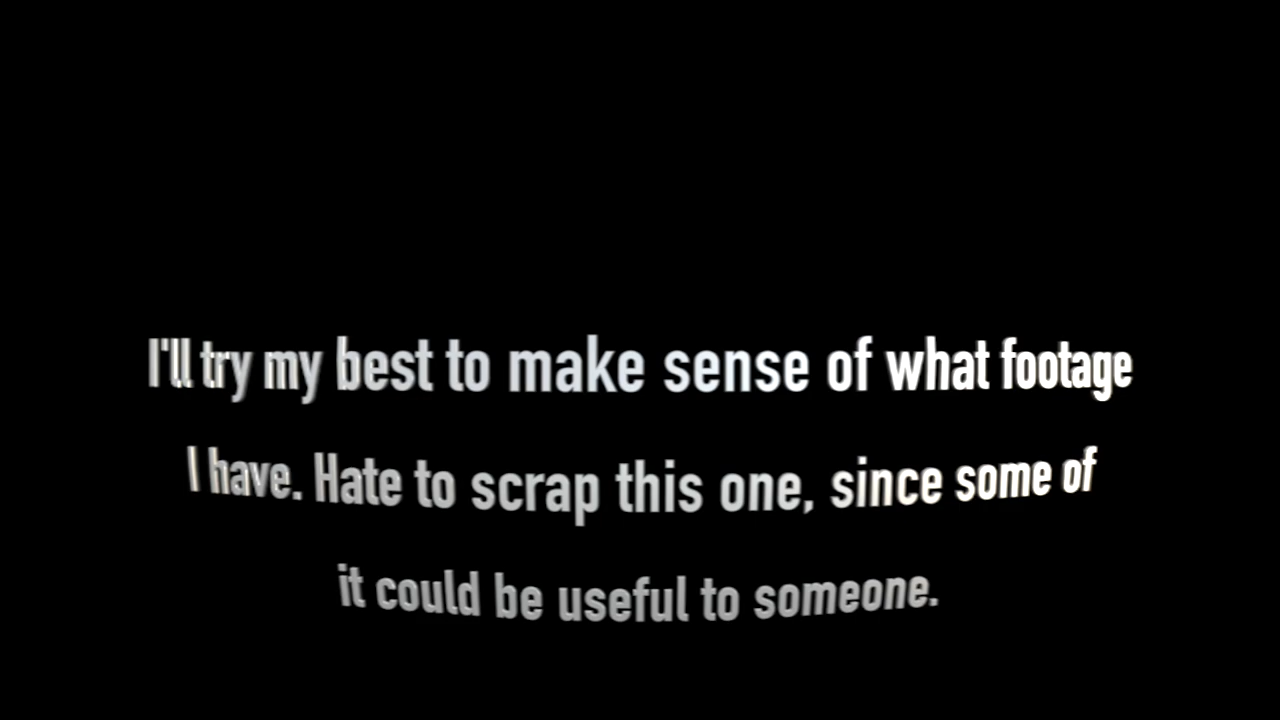 I'll try my best to make sense of what footage
I have. Hate to scrap this one, since some of
it could be useful to someone.